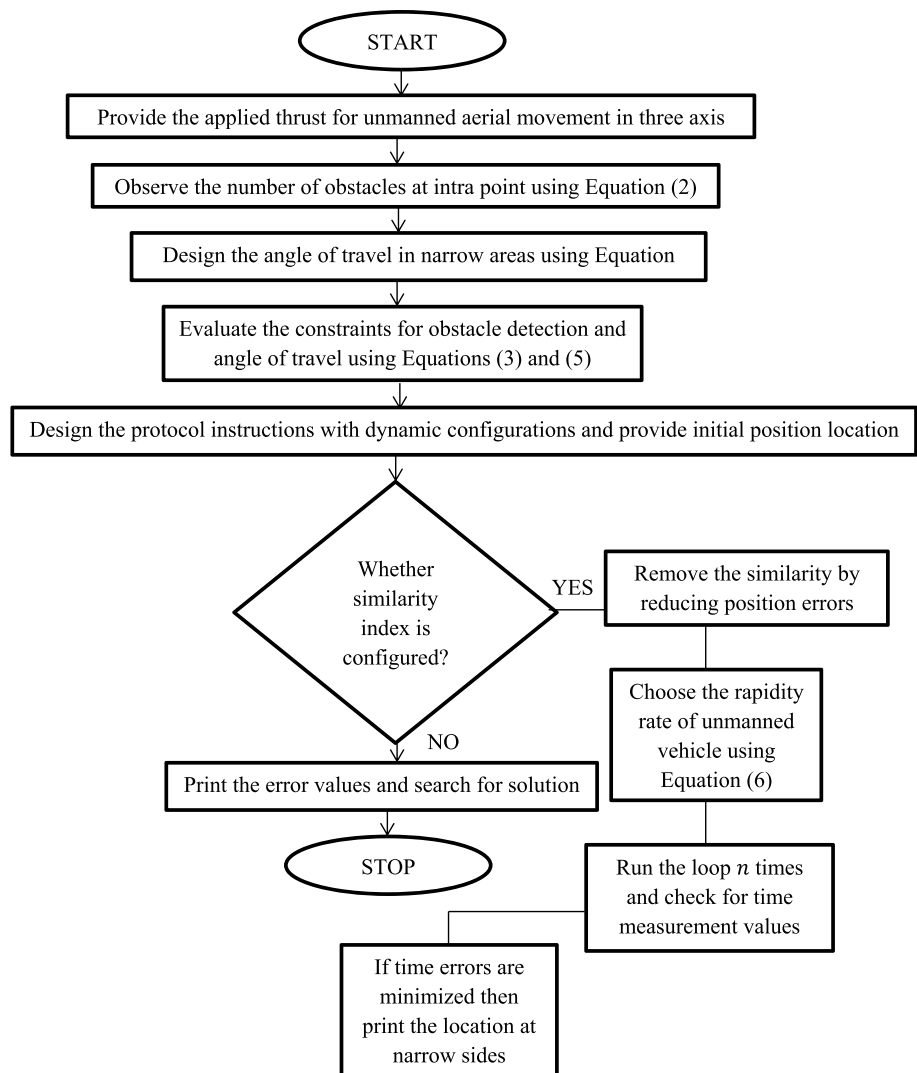 START
Provide the applied thrust for unmanned aerial movement in three axis
Observe the number of obstacles at intra point using Equation (2)
Design the angle of travel in narrow areas using Equation
Evaluate the constraints for obstacle detection and
angle of travel using Equations (3) and (5)
Design the protocol instructions with dynamic configurations and provide initial position location
Whether
similarity
index is
configured?
YES
Remove the similarity by
reducing position errors
Choose the rapidity
rate of unmanned
vehicle using
Equation (6)
NO
Print the error values and search for solution
STOP
Run the loop n times
and check for time
measurement values
If time errors are
minimized then
print the location at
narrow sides